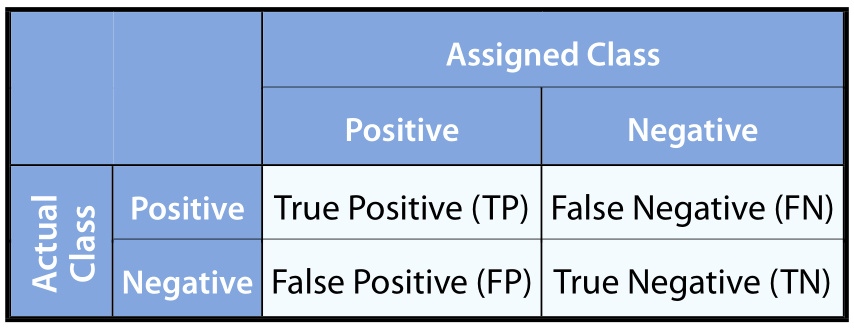 Assigned Class
Positive Negative
Actual
Class
Positive True Positive (TP) False Negative (FN)
Negative False Positive (FP) True Negative (TN)